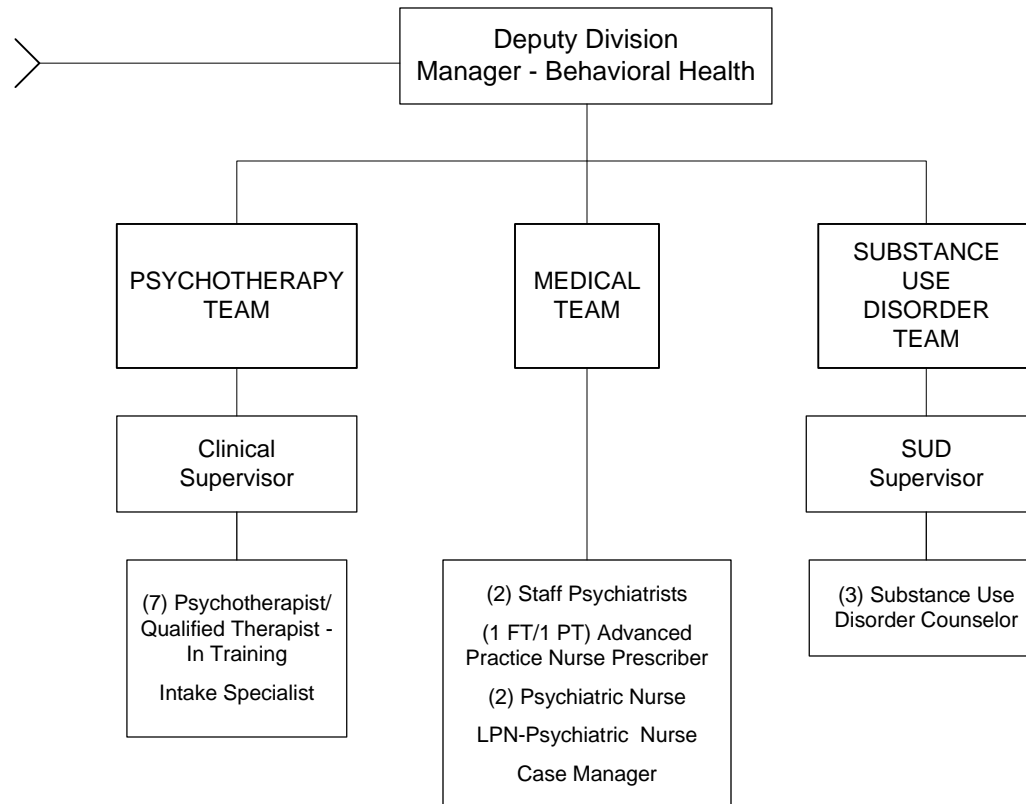 Deputy Division
Manager - Behavioral Health
PSYCHOTHERAPY
TEAM
MEDICAL
TEAM
SUBSTANCE
USE
DISORDER
TEAM
Clinical
Supervisor
SUD
Supervisor
(7) Psychotherapist/
Qualified Therapist -
In Training
Intake Specialist
(2) Staff Psychiatrists
(1 FT/1 PT) Advanced
Practice Nurse Prescriber
(2) Psychiatric Nurse
LPN-Psychiatric Nurse
Case Manager
(3) Substance Use
Disorder Counselor